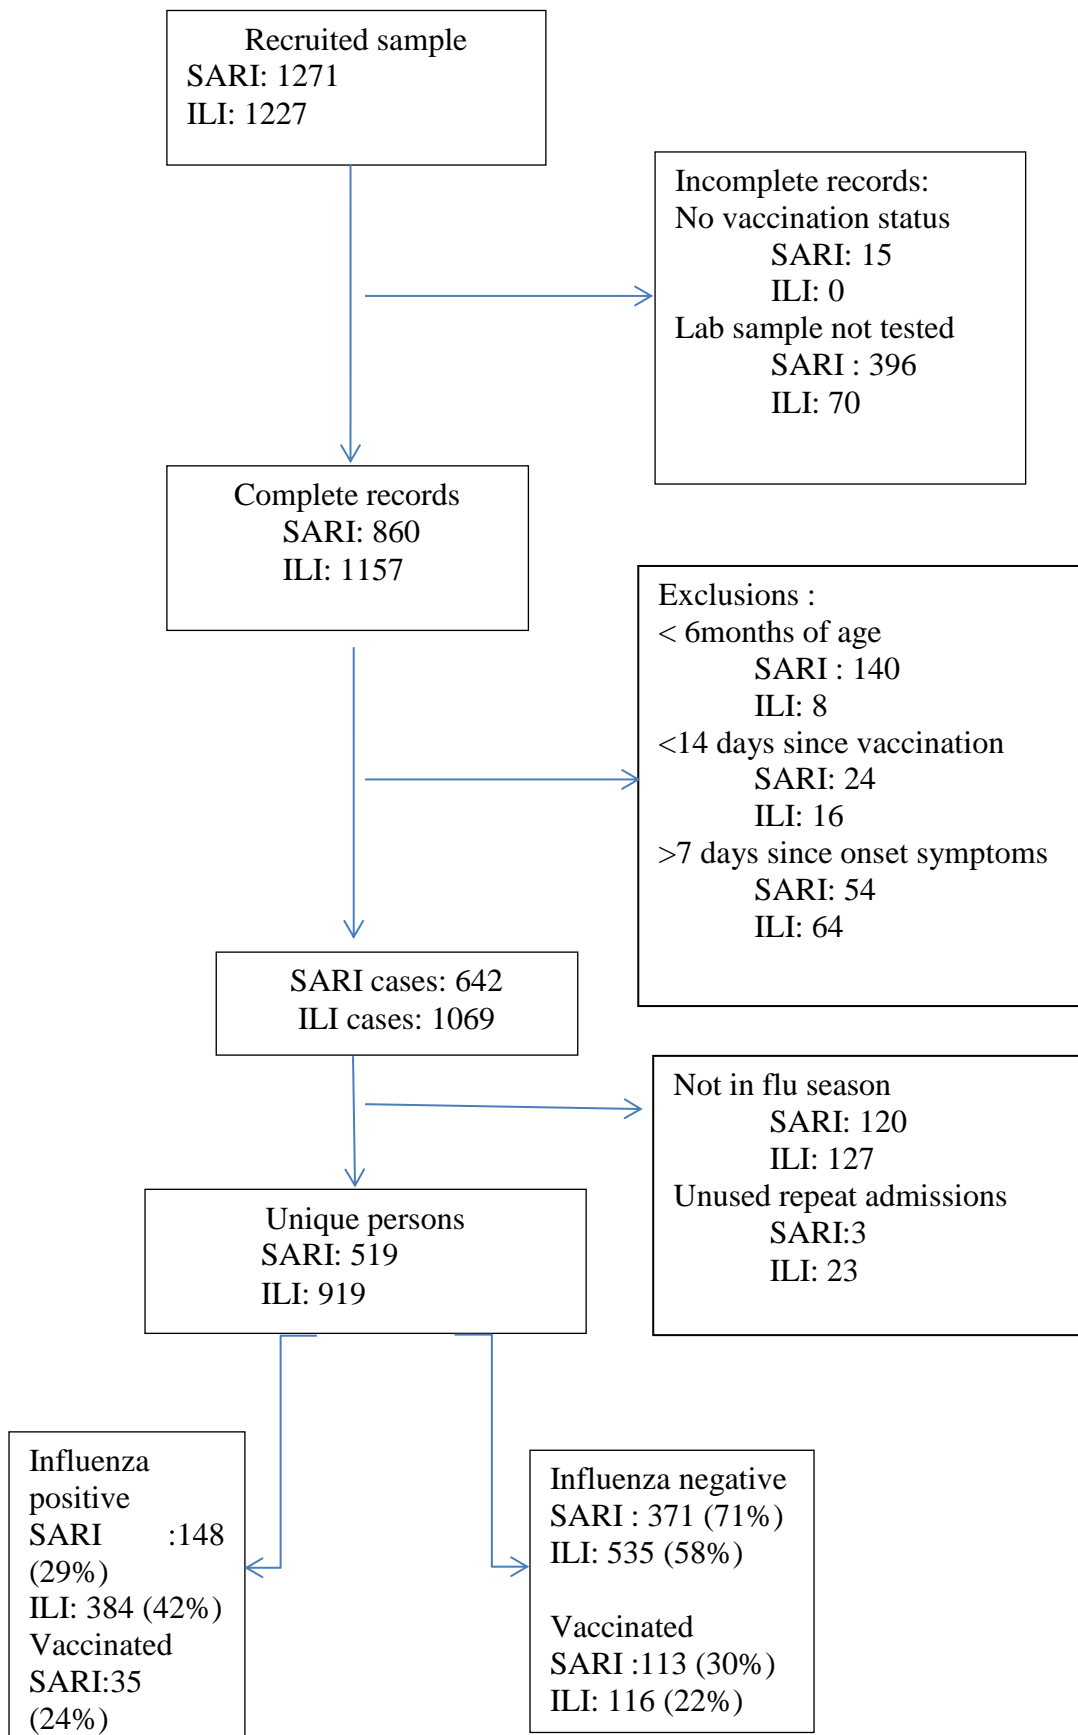 Recruited sample
SARI: 1271
ILI: 1227
Incomplete records:
No vaccination status
SARI: 15
ILI: 0
Lab sample not tested
SARI : 396
ILI: 70
Complete records
SARI: 860
ILI: 1157
Exclusions :
< 6months of age
SARI : 140
ILI: 8
<14 days since vaccination
SARI: 24
ILI: 16
>7 days since onset symptoms
SARI: 54
ILI: 64
SARI cases: 642
ILI cases: 1069
Not in flu season
SARI: 120
ILI: 127
Unused repeat admissions
SARI:3
ILI: 23
Unique persons
SARI: 519
ILI: 919
Influenza
positive
SARI :148
(29%)
ILI: 384 (42%)
Vaccinated
SARI:35
(24%)
Influenza negative
SARI : 371 (71%)
ILI: 535 (58%)
Vaccinated
SARI :113 (30%)
ILI: 116 (22%)